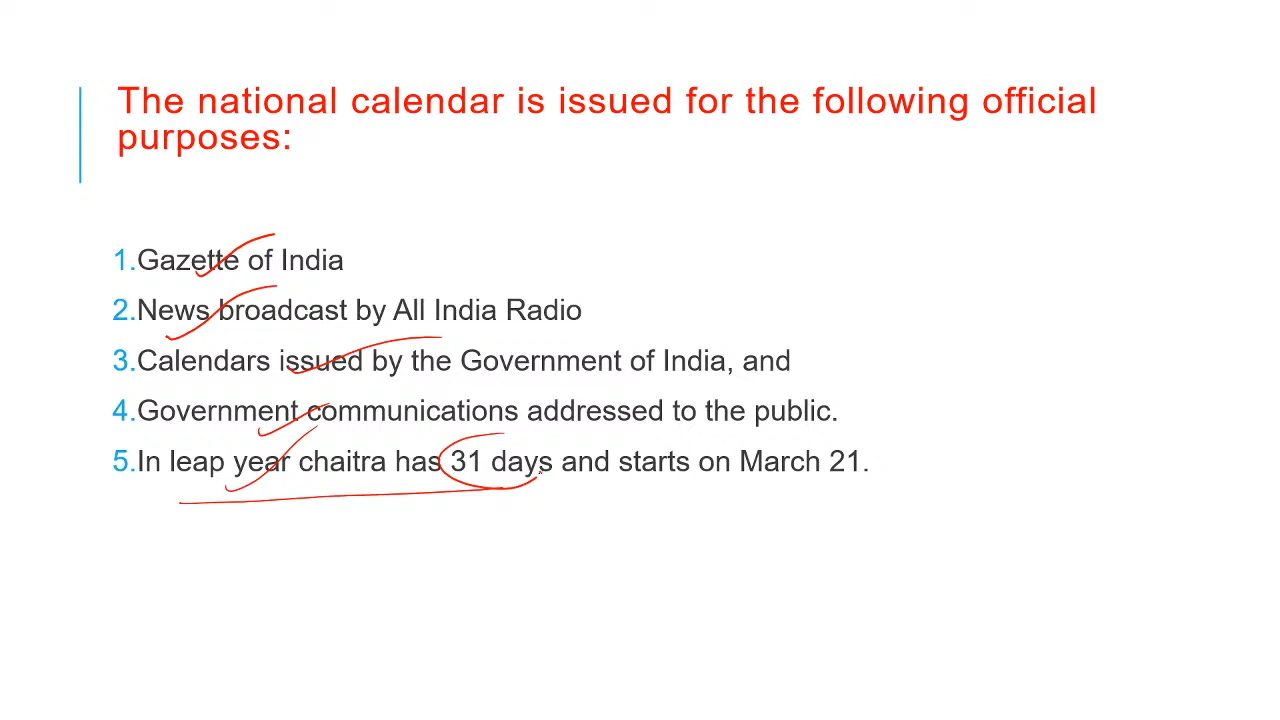 The national calendar is issued for the following official
purposes:
1.Gazette of India
2.News broadcast by All India Radio
3.Calendars issued by the Government of India, and
4.Government communications addressed to the public.
5.In leap year chaitra has 31 days and starts on March 21.